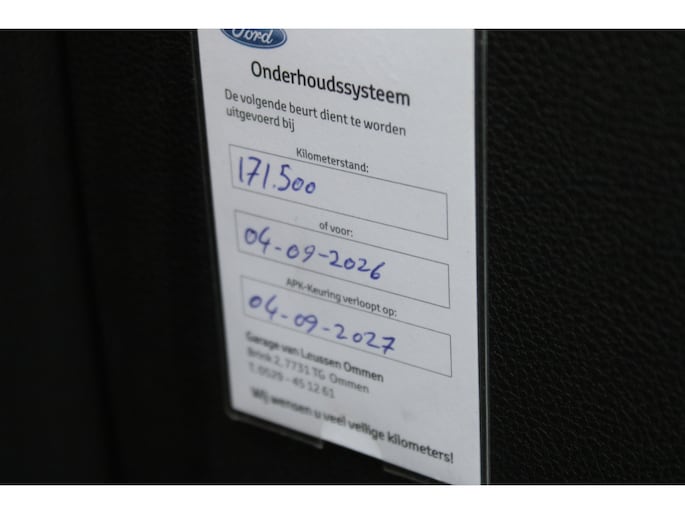 Ford
Onderhoudssysteem
De volgende beurt dient te worden
uitgevoerd bij
Kilometerstand:
171.500
of voor:
04-09-2026
APK-Keuring verloopt op:
04-09-2027
Garage van Leussen Ommen
Brink 2, 7731 TG Ommen
T. 0529 - 45 12 61
Wij wensen u veel veilige kilometers!